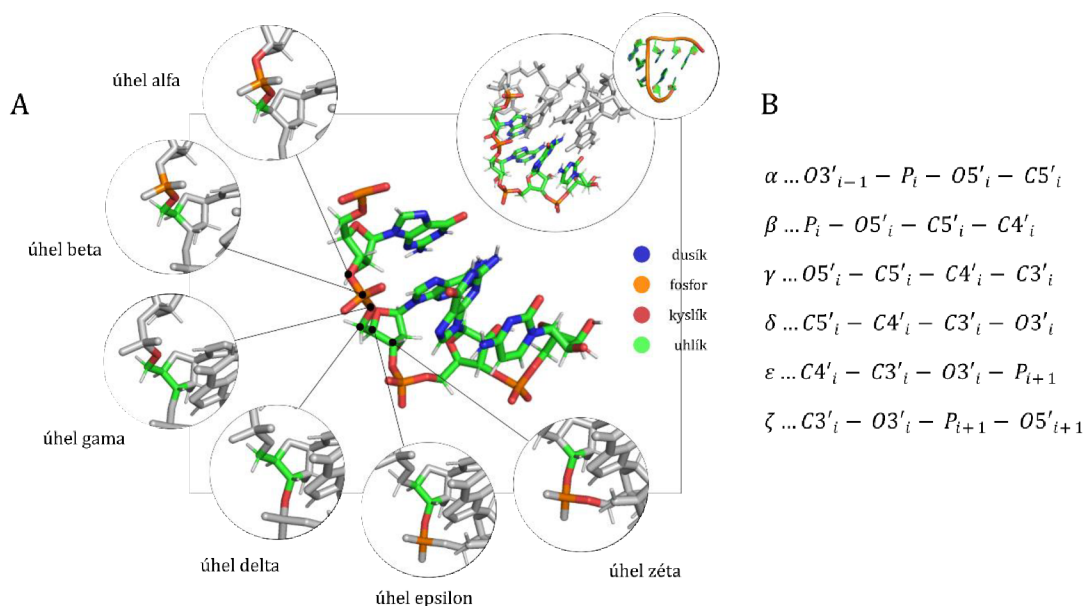 A
úhel alfa
úhel beta
úhel gama
úhel delta
úhel epsilon
úhel zéta
dusík
fosfor
kyslík
uhlík
B
α … O3′ᵢ₋₁ − Pᵢ − O5′ᵢ − C5′ᵢ
β … Pᵢ − O5′ᵢ − C5′ᵢ − C4′ᵢ
γ … O5′ᵢ − C5′ᵢ − C4′ᵢ − C3′ᵢ
δ … C5′ᵢ − C4′ᵢ − C3′ᵢ − O3′ᵢ
ε … C4′ᵢ − C3′ᵢ − O3′ᵢ − Pᵢ₊₁
ζ … C3′ᵢ − O3′ᵢ − Pᵢ₊₁ − O5′ᵢ₊₁